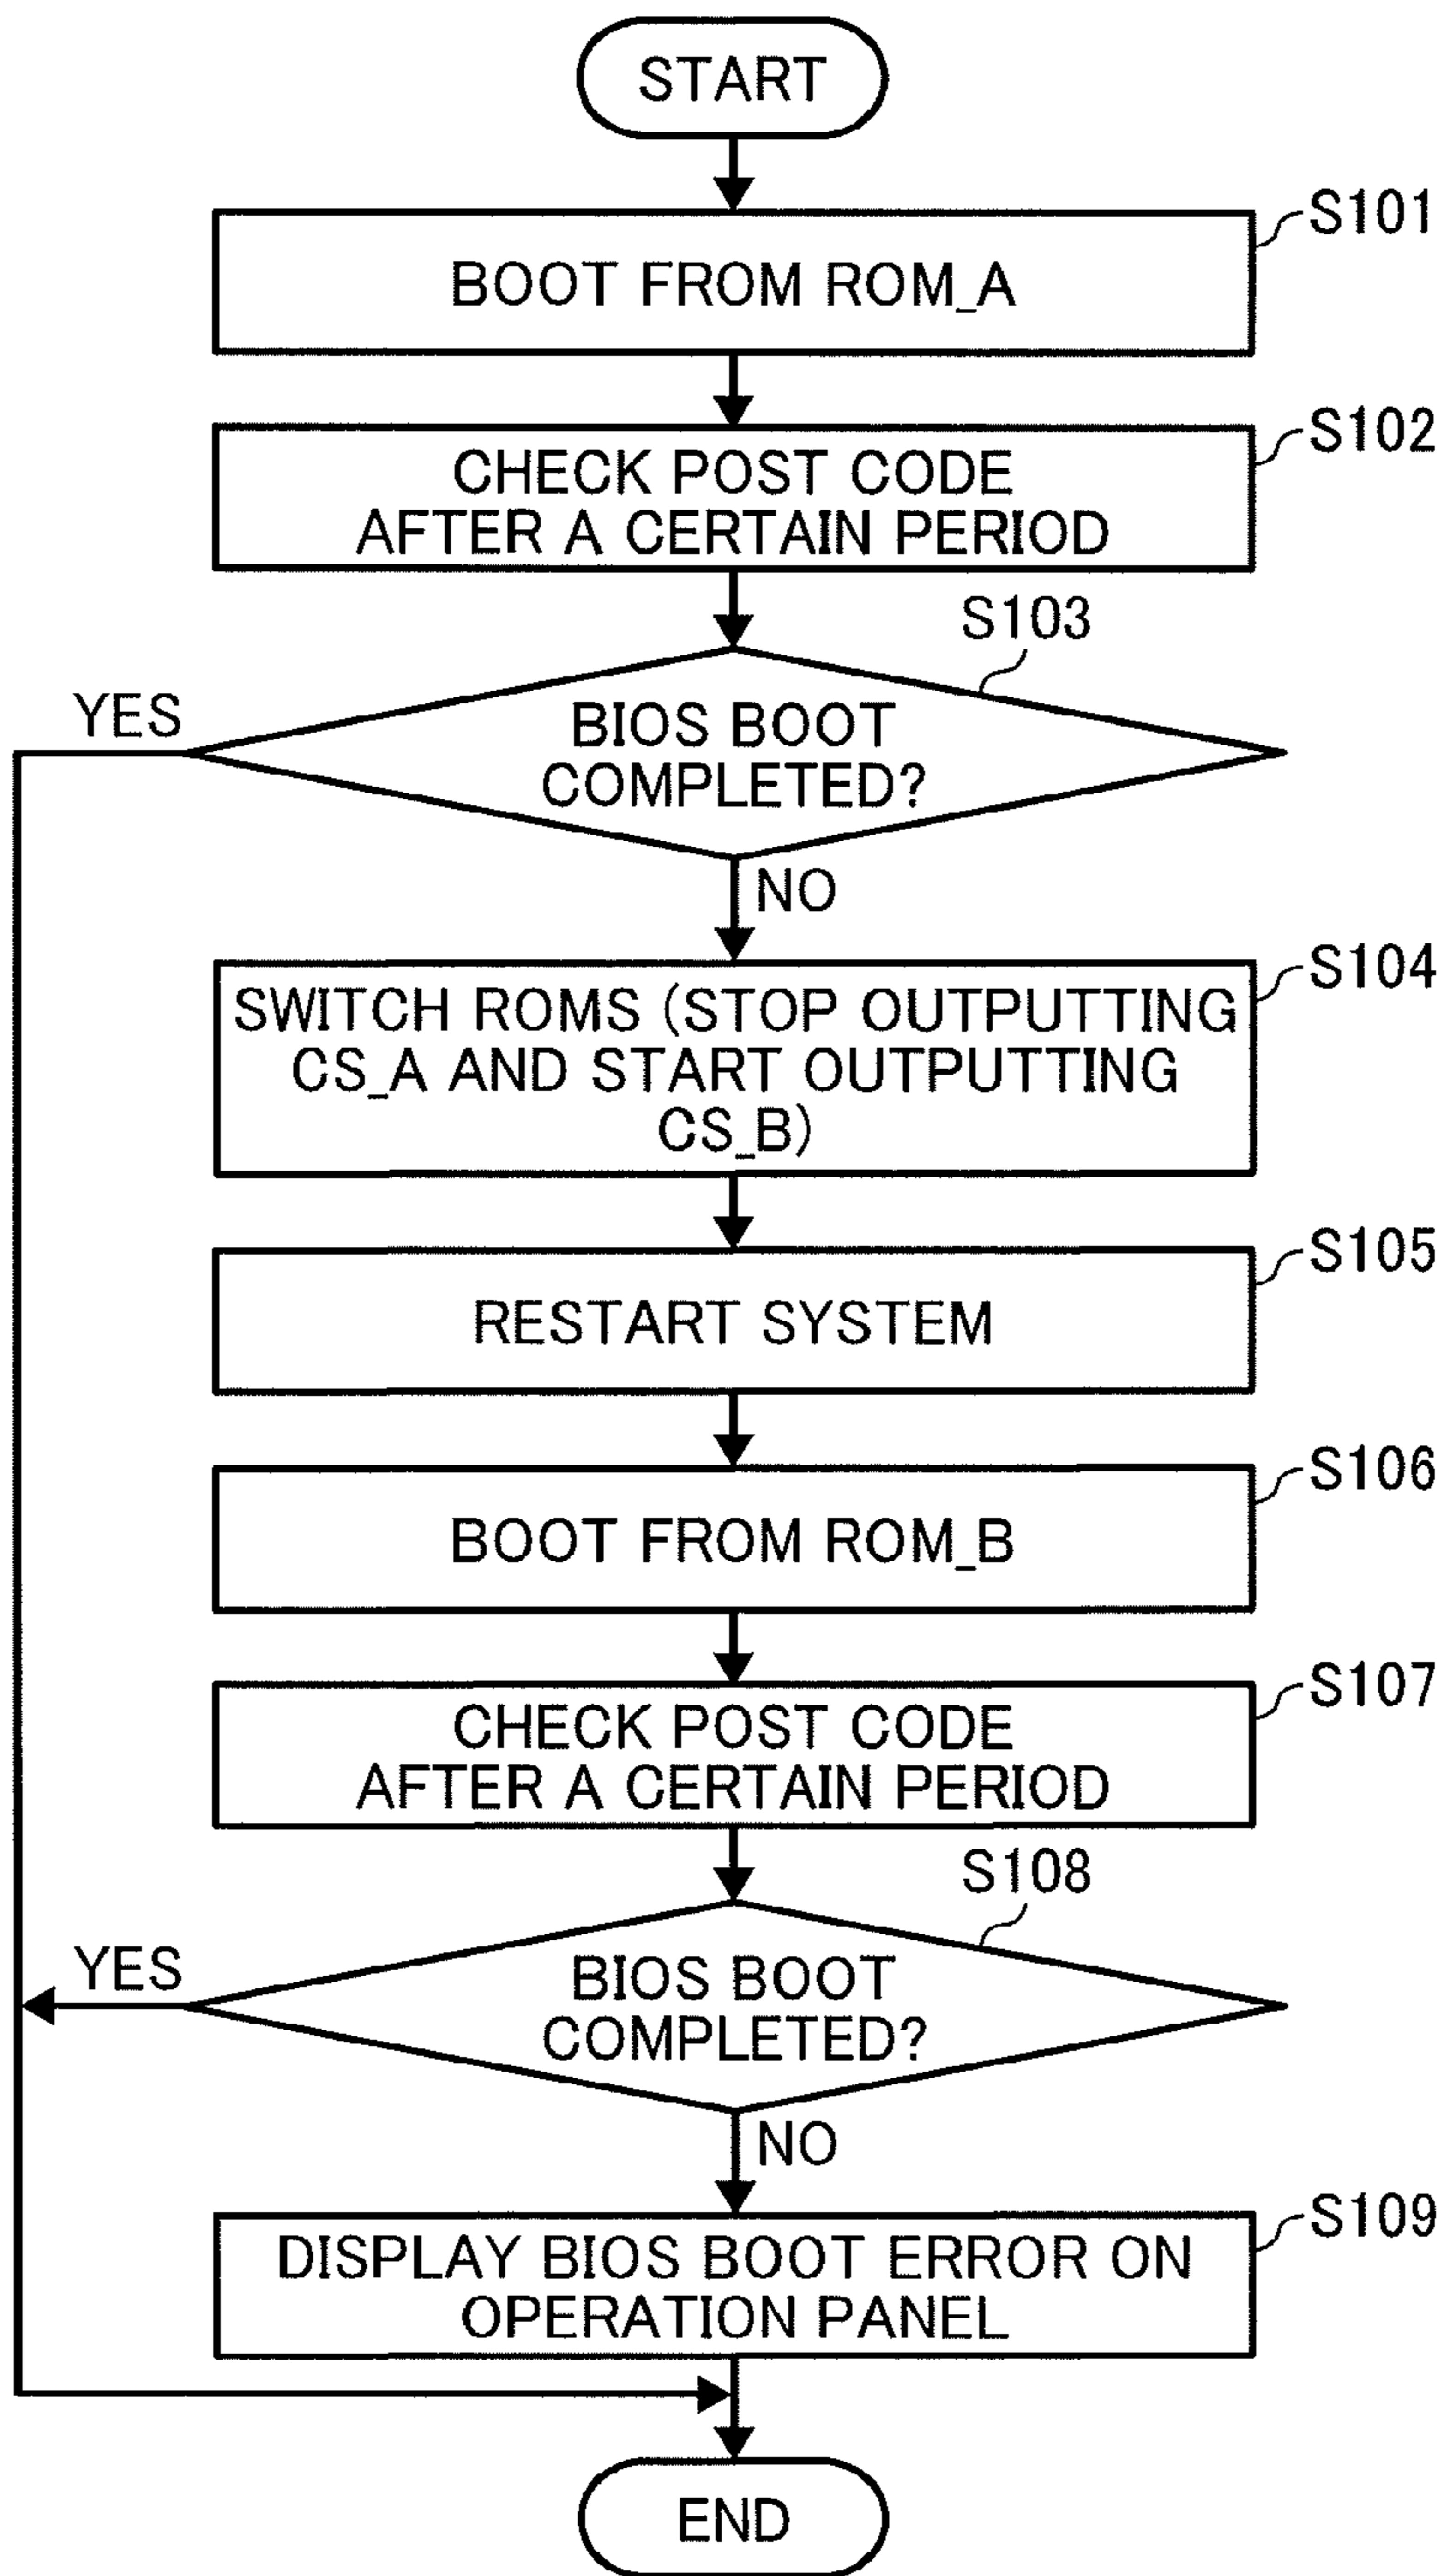 START
S101
BOOT FROM ROM_A
S102
CHECK POST CODE
AFTER A CERTAIN PERIOD
S103
YES
BIOS BOOT
COMPLETED?
NO
S104
SWITCH ROMS (STOP OUTPUTTING
CS_A AND START OUTPUTTING
CS_B)
S105
RESTART SYSTEM
S106
BOOT FROM ROM_B
S107
CHECK POST CODE
AFTER A CERTAIN PERIOD
S108
YES
BIOS BOOT
COMPLETED?
NO
S109
DISPLAY BIOS BOOT ERROR ON
OPERATION PANEL
END